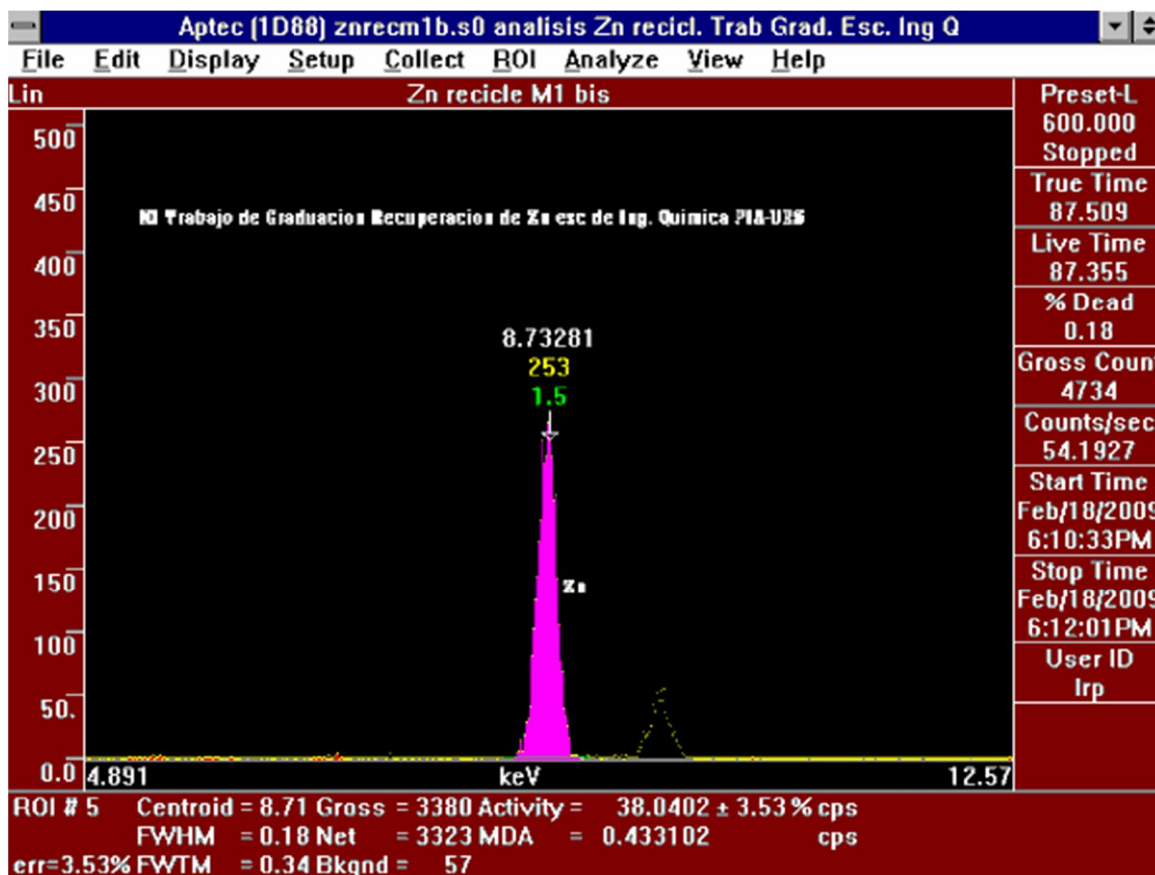 Aptec (1D88) znrecm1b.s0 analisis Zn recicl. Trab Grad. Esc. Ing Q
File Edit Display Setup Collect ROI Analyze View Help
Lin
Zn recicle M1 bis
500
450
400
350
300
250
200
150
100
50.
0.0
Trabajo de Graduacion Recuperacion de Zn esc de Ing. Quimica
8.73281
253
1.5
Zn
4.891 keV 12.57
Preset-L
600.000
Stopped
True Time
87.509
Live Time
87.355
% Dead
0.18
Gross Count
4734
Counts/sec
54.1927
Start Time
Feb/18/2009
6:10:33PM
Stop Time
Feb/18/2009
6:12:01PM
User ID
lrp
ROI # 5 Centroid = 8.71 Gross = 3380 Activity = 38.0402 ± 3.53 % cps
FWHM = 0.18 Net = 3323 MDA = 0.433102 cps
err=3.53% FWTM = 0.34 Bkgnd = 57